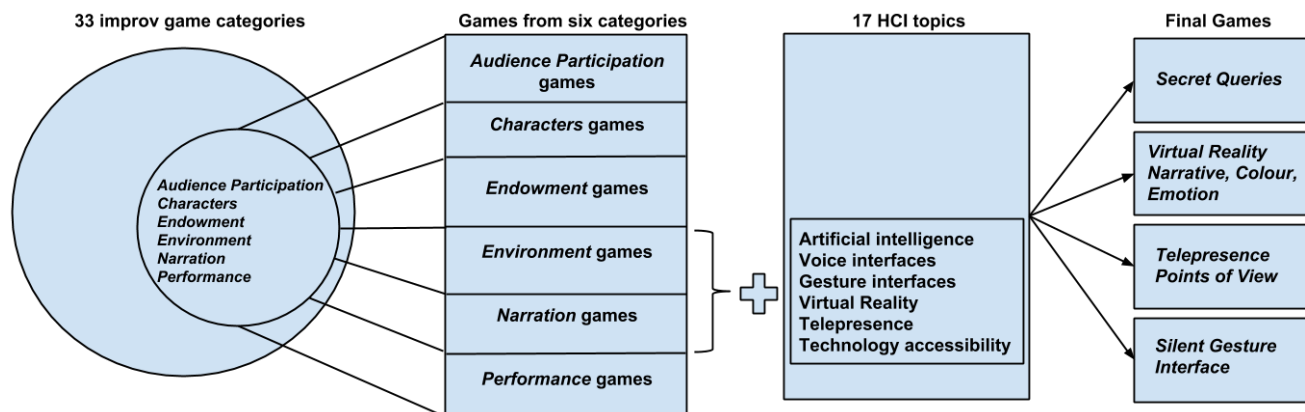 33 improv game categories
Audience Participation
Characters
Endowment
Environment
Narration
Performance
Games from six categories
Audience Participation
games
Characters games
Endowment games
Environment games
Narration games
Performance games
17 HCI topics
Artificial intelligence
Voice interfaces
Gesture interfaces
Virtual Reality
Telepresence
Technology accessibility
Final Games
Secret Queries
Virtual Reality
Narrative, Colour,
Emotion
Telepresence
Points of View
Silent Gesture
Interface